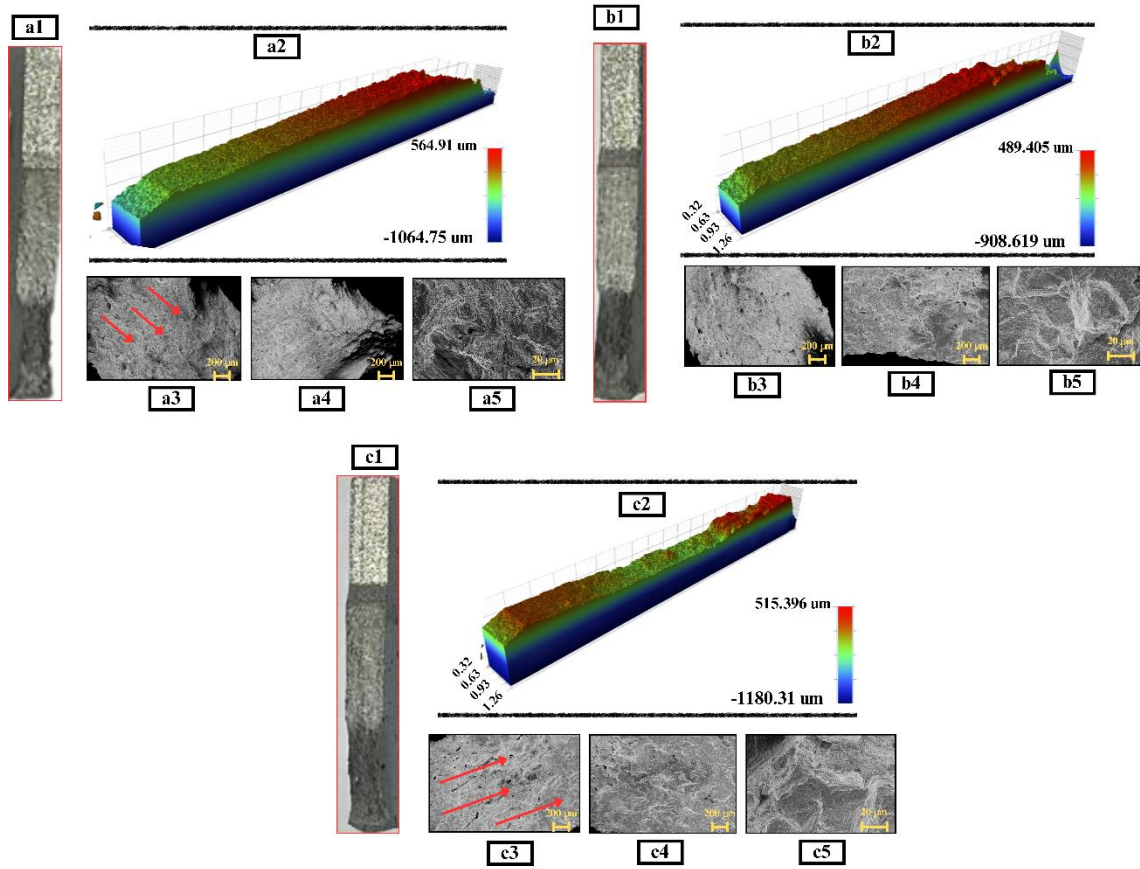 a1
a2
564.91 um
-1064.75 um
200 µm
200 µm
20 µm
a3
a4
a5
b1
b2
489.405 um
-908.619 um
0.32
0.63
0.93
1.26
200 µm
200 µm
20 µm
b3
b4
b5
c1
c2
515.396 um
-1180.31 um
0.32
0.63
0.93
1.26
200 µm
200 µm
20 µm
c3
c4
c5